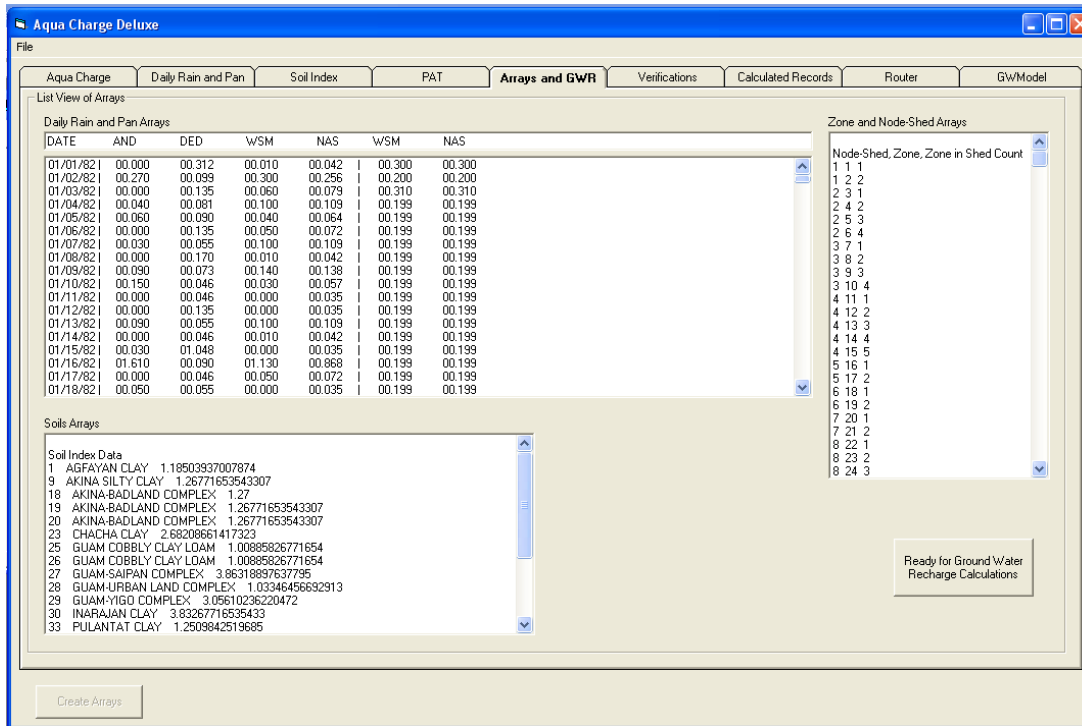 Aqua Charge Deluxe
File
Aqua Charge Daily Rain and Pan Soil Index PAT Arrays and GWR Verifications Calculated Records Router GWModel
List View of Arrays
Daily Rain and Pan Arrays
DATE AND DED WSM NAS WSM NAS
01/01/82| 00.000 00.312 00.010 00.042 | 00.300 00.300
01/02/82| 00.270 00.099 00.300 00.256 | 00.200 00.200
01/03/82| 00.000 00.135 00.060 00.079 | 00.310 00.310
01/04/82| 00.040 00.081 00.100 00.109 | 00.199 00.199
01/05/82| 00.060 00.090 00.040 00.064 | 00.199 00.199
01/06/82| 00.000 00.135 00.050 00.072 | 00.199 00.199
01/07/82| 00.030 00.055 00.100 00.109 | 00.199 00.199
01/08/82| 00.000 00.170 00.010 00.042 | 00.199 00.199
01/09/82| 00.090 00.073 00.140 00.138 | 00.199 00.199
01/10/82| 00.150 00.046 00.030 00.057 | 00.199 00.199
01/11/82| 00.000 00.046 00.000 00.035 | 00.199 00.199
01/12/82| 00.000 00.135 00.000 00.035 | 00.199 00.199
01/13/82| 00.090 00.055 00.100 00.109 | 00.199 00.199
01/14/82| 00.000 00.046 00.010 00.042 | 00.199 00.199
01/15/82| 00.030 01.048 00.000 00.035 | 00.199 00.199
01/16/82| 01.610 00.090 01.130 00.868 | 00.199 00.199
01/17/82| 00.000 00.046 00.050 00.072 | 00.199 00.199
01/18/82| 00.050 00.055 00.000 00.035 | 00.199 00.199
Zone and Node-Shed Arrays
Node-Shed, Zone, Zone in Shed Count
1 1 1
1 2 2
2 3 1
2 4 2
2 5 3
2 6 4
3 7 1
3 8 2
3 9 3
3 10 4
4 11 1
4 12 2
4 13 3
4 14 4
4 15 5
5 16 1
5 17 2
6 18 1
6 19 2
7 20 1
7 21 2
8 22 1
8 23 2
8 24 3
Soils Arrays
Soil Index Data
1 AGFAYAN CLAY 1.18503937007874
9 AKINA SILTY CLAY 1.26771653543307
18 AKINA-BADLAND COMPLEX 1.27
19 AKINA-BADLAND COMPLEX 1.26771653543307
20 AKINA-BADLAND COMPLEX 1.26771653543307
23 CHACHA CLAY 2.68208661417323
25 GUAM COBBLY CLAY LOAM 1.00885826771654
26 GUAM COBBLY CLAY LOAM 1.00885826771654
27 GUAM-SAIPAN COMPLEX 3.86318897637795
28 GUAM-URBAN LAND COMPLEX 1.03346456692913
29 GUAM-YIGO COMPLEX 3.05610236220472
30 INARAJAN CLAY 3.83267716535433
33 PULANTAT CLAY 1.2509842519685
Ready for Ground Water
Recharge Calculations
Create Arrays